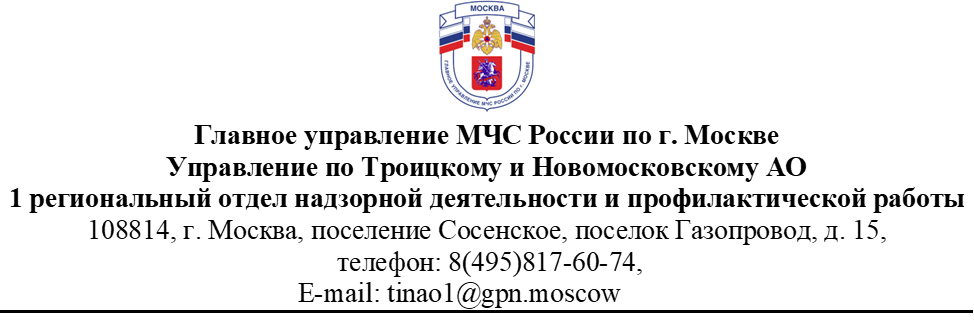 МОСКВА
ГЛАВНОЕ УПРАВЛЕНИЕ МЧС РОССИИ ПО Г. МОСКВЕ
Главное управление МЧС России по г. Москве
Управление по Троицкому и Новомосковскому АО
1 региональный отдел надзорной деятельности и профилактической работы
108814, г. Москва, поселение Сосенское, поселок Газопровод, д. 15,
телефон: 8(495)817-60-74,
E-mail: tinao1@gpn.moscow